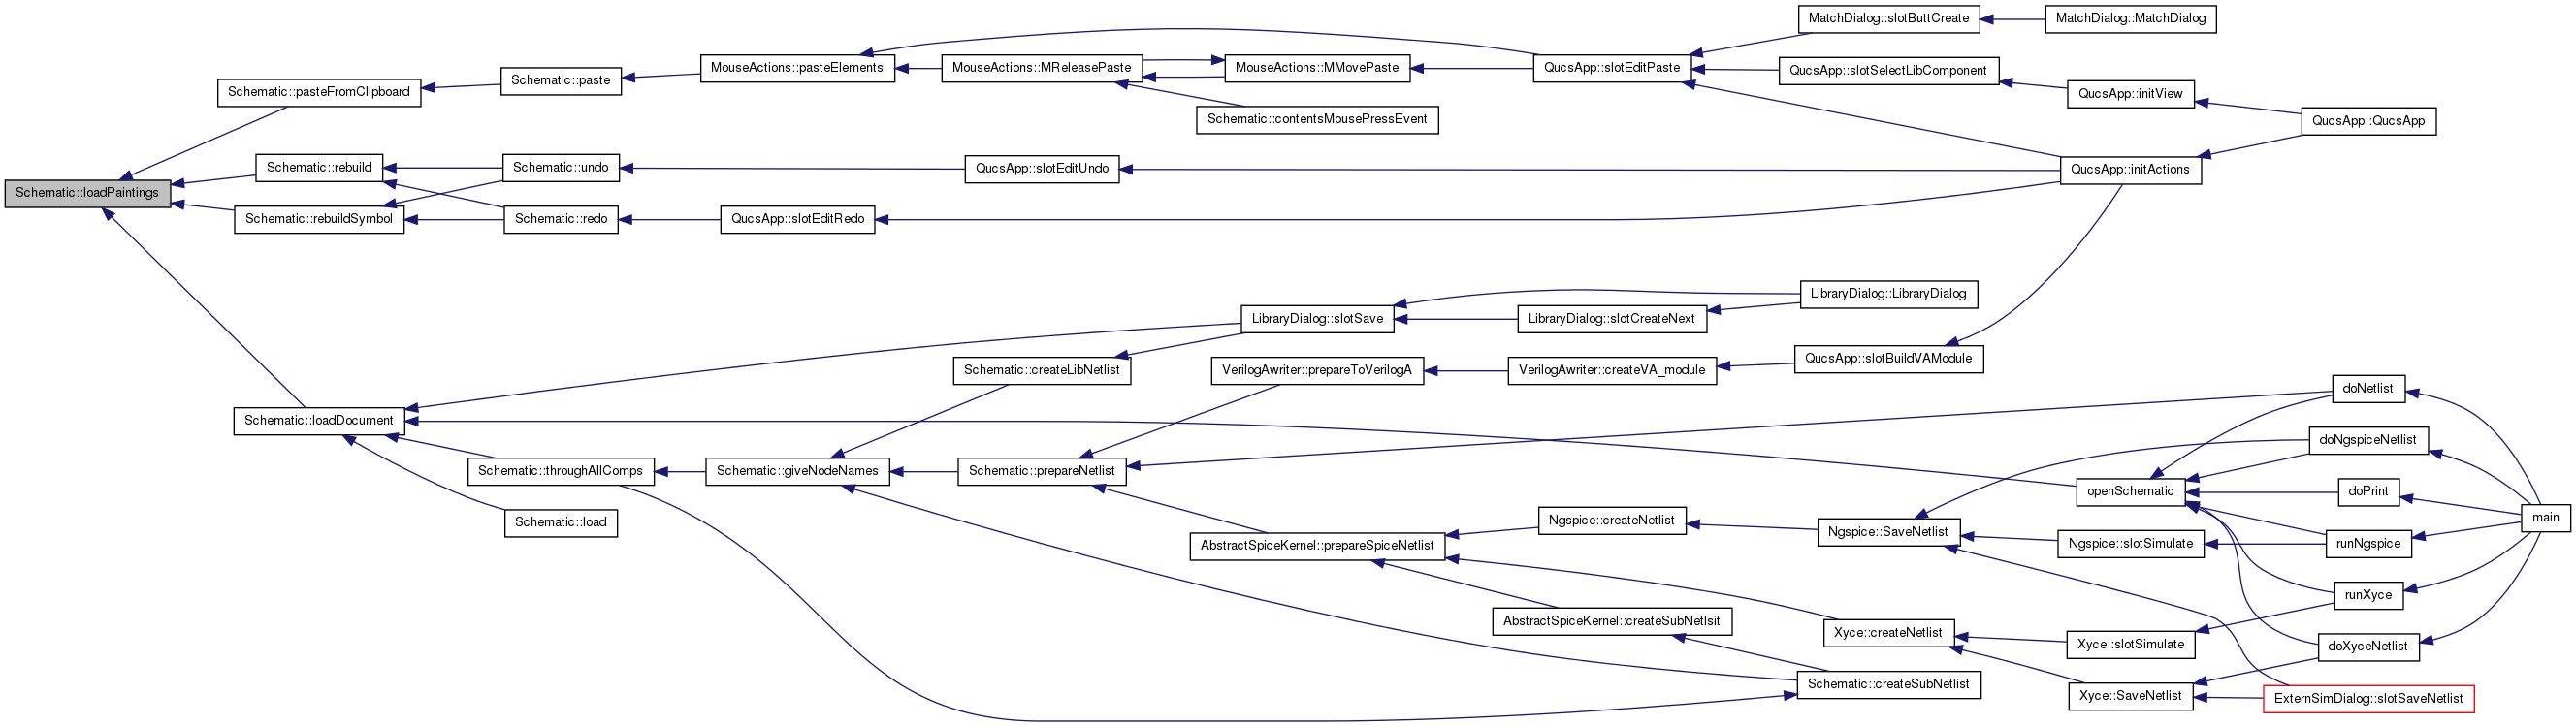 Schematic::loadPaintings
Schematic::pasteFromClipboard
Schematic::paste
MouseActions::pasteElements
MouseActions::MReleasePaste
MouseActions::MMovePaste
Schematic::contentsMousePressEvent
QucsApp::slotEditPaste
MatchDialog::slotButtCreate
MatchDialog::MatchDialog
QucsApp::slotSelectLibComponent
QucsApp::initView
QucsApp::QucsApp
QucsApp::initActions
Schematic::rebuild
Schematic::undo
QucsApp::slotEditUndo
Schematic::rebuildSymbol
Schematic::redo
QucsApp::slotEditRedo
Schematic::loadDocument
LibraryDialog::slotSave
LibraryDialog::slotCreateNext
LibraryDialog::LibraryDialog
Schematic::createLibNetlist
VerilogAwriter::prepareToVerilogA
VerilogAwriter::createVA_module
QucsApp::slotBuildVAModule
Schematic::throughAllComps
Schematic::giveNodeNames
Schematic::prepareNetlist
Schematic::load
AbstractSpiceKernel::prepareSpiceNetlist
Ngspice::createNetlist
Ngspice::SaveNetlist
Ngspice::slotSimulate
AbstractSpiceKernel::createSubNetlsit
Xyce::createNetlist
Xyce::slotSimulate
Xyce::SaveNetlist
Schematic::createSubNetlist
openSchematic
doNetlist
doNgspiceNetlist
doPrint
runNgspice
runXyce
doXyceNetlist
ExternSimDialog::slotSaveNetlist
main